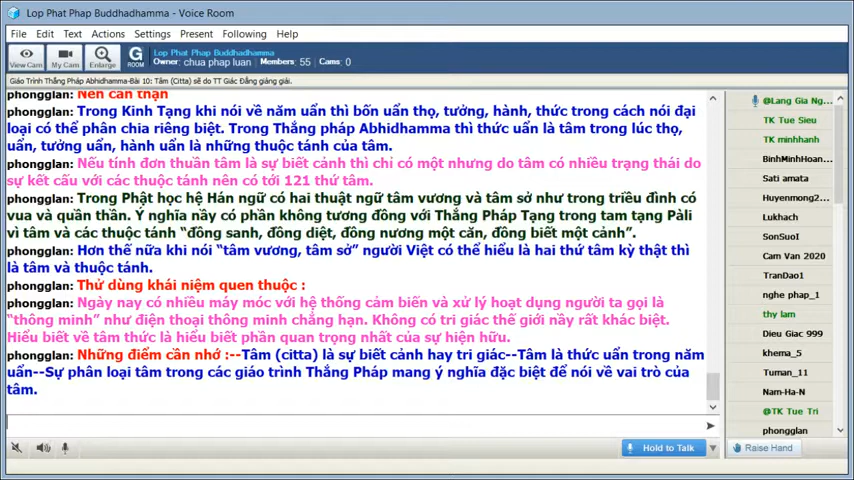 Lop Phat Phap Buddhadhamma - Voice Room
File Edit Text Actions Settings Present Following Help
View Cam My Cam Enlarge G ROOM
Lop Phat Phap Buddhadhamma
Owner: chua phap luan / Members: 55 Cams: 0
Giáo Trình Thắng Pháp Abhidhamma-Bài 10: Tâm (Citta) sẽ do TT Giác Đẳng giảng giải.
phongglan: Nên cẩn thận
phongglan: Trong Kinh Tạng khi nói về năm uẩn thì bốn uẩn thọ, tưởng, hành, thức trong cách nói đại
loại có thể phân chia riêng biệt. Trong Thắng pháp Abhidhamma thì thức uẩn là tâm trong lúc thọ,
uẩn, tưởng uẩn, hành uẩn là những thuộc tánh của tâm.
phongglan: Nếu tính đơn thuần tâm là sự biết cảnh thì chỉ có một nhưng do tâm có nhiều trạng thái do
sự kết cấu với các thuộc tánh nên có tới 121 thứ tâm.
phongglan: Trong Phật học hệ Hán ngữ có hai thuật ngữ tâm vương và tâm sở như trong triều đình có
vua và quần thần. Ý nghĩa nầy có phần không tương đồng với Thắng Pháp Tạng trong tam tạng Pàli
vì tâm và các thuộc tánh “đồng sanh, đồng diệt, đồng nương một căn, đồng biết một cảnh”.
phongglan: Hơn thế nữa khi nói “tâm vương, tâm sở” người Việt có thể hiểu là hai thứ tâm kỳ thật thì
là tâm và thuộc tánh.
phongglan: Thử dùng khái niệm quen thuộc :
phongglan: Ngày nay có nhiều máy móc với hệ thống cảm biến và xử lý hoạt dụng người ta gọi là
“thông minh” như điện thoại thông minh chẳng hạn. Không có tri giác thế giới nầy rất khác biệt.
Hiểu biết về tâm thức là hiểu biết phần quan trọng nhất của sự hiện hữu.
phongglan: Những điểm cần nhớ :--Tâm (citta) là sự biết cảnh hay tri giác--Tâm là thức uẩn trong năm
uẩn--Sự phân loại tâm trong các giáo trình Thắng Pháp mang ý nghĩa đặc biệt để nói về vai trò của
tâm.
@Lang Gia Ng...
TK Tue Sieu
TK minhhanh
BinhMinhHoan...
Sati amata
Huyenmong2...
Lukhach
SonSuoI
Cam Van 2020
TranDao1
nghe phap_1
thy lam
Dieu Giac 999
khema_5
Tuman_11
Nam-Ha-N
@TK Tue Tri
phongglan
Hold to Talk
Raise Hand